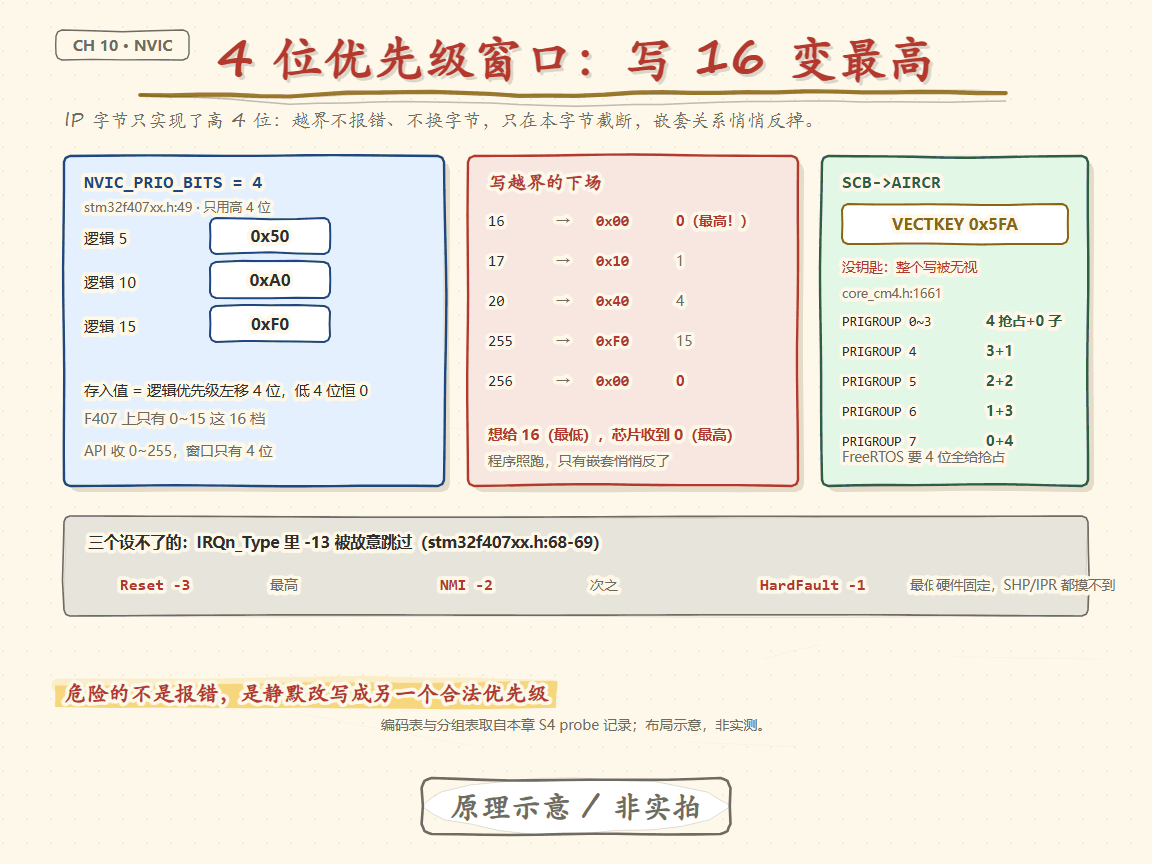 CH 10 · NVIC
4 位优先级窗口：写 16 变最高
IP 字节只实现了高 4 位：越界不报错、不换字节，只在本字节截断，嵌套关系悄悄反掉。
NVIC_PRIO_BITS = 4
stm32f407xx.h:49 · 只用高 4 位
逻辑 5 0x50
逻辑 10 0xA0
逻辑 15 0xF0
存入值 = 逻辑优先级左移 4 位，低 4 位恒 0
F407 上只有 0~15 这 16 档
API 收 0~255，窗口只有 4 位
写越界的下场
16 → 0x00 0（最高！）
17 → 0x10 1
20 → 0x40 4
255 → 0xF0 15
256 → 0x00 0
想给 16（最低），芯片收到 0（最高）
程序照跑，只有嵌套悄悄反了
SCB->AIRCR
VECTKEY 0x5FA
没钥匙：整个写被无视
core_cm4.h:1661
PRIGROUP 0~3 4 抢占+0 子
PRIGROUP 4 3+1
PRIGROUP 5 2+2
PRIGROUP 6 1+3
PRIGROUP 7 0+4
FreeRTOS 要 4 位全给抢占
三个设不了的：IRQn_Type 里 -13 被故意跳过（stm32f407xx.h:68-69）
Reset -3 最高 NMI -2 次之 HardFault -1 最 硬件固定，SHP/IPR 都摸不到
危险的不是报错，是静默改写成另一个合法优先级
编码表与分组表取自本章 S4 probe 记录；布局示意，非实测。
原理示意 / 非实拍